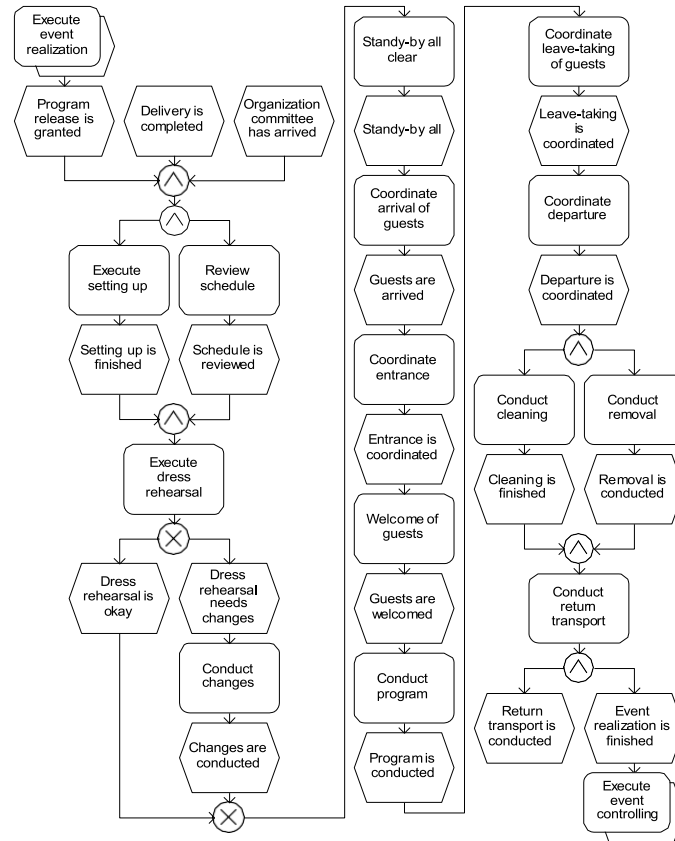 Execute
event
realization
Program
release is
granted
Delivery is
completed
Organization
committee
has arrived
Execute
setting up
Review
schedule
Setting up is
finished
Schedule is
reviewed
Execute
dress
rehearsal
Dress
rehearsal is
okay
Dress
rehearsal
needs
changes
Conduct
changes
Changes are
conducted
Standy-by all
clear
Standy-by all
Coordinate
arrival of
guests
Guests are
arrived
Coordinate
entrance
Entrance is
coordinated
Welcome of
guests
Guests are
welcomed
Conduct
program
Program is
conducted
Coordinate
leave-taking
of guests
Leave-taking
is
coordinated
Coordinate
departure
Departure is
coordinated
Conduct
cleaning
Conduct
removal
Cleaning is
finished
Removal is
conducted
Conduct
return
transport
Return
transport is
conducted
Event
realization is
finished
Execute
event
controlling